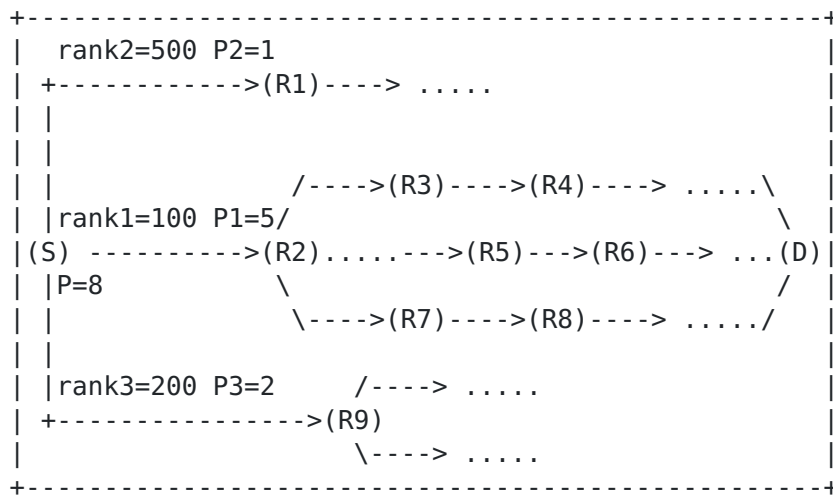 +----------------------------------------------------+
|  rank2=500 P2=1                                    |
| +------------>(R1)----> .....                      |
| |                                                  |
| |                                                  |
| |               /---->(R3)---->(R4)----> .....\    |
| |rank1=100 P1=5/                               \   |
|(S) ----------->(R2).....--->(R5)--->(R6)---> ...(D)|
| |P=8           \                               /   |
| |               \---->(R7)---->(R8)----> ...../    |
| |                                                  |
| |rank3=200 P3=2     /----> .....                   |
| +---------------->(R9)                             |
|                     \----> .....                   |
+----------------------------------------------------+